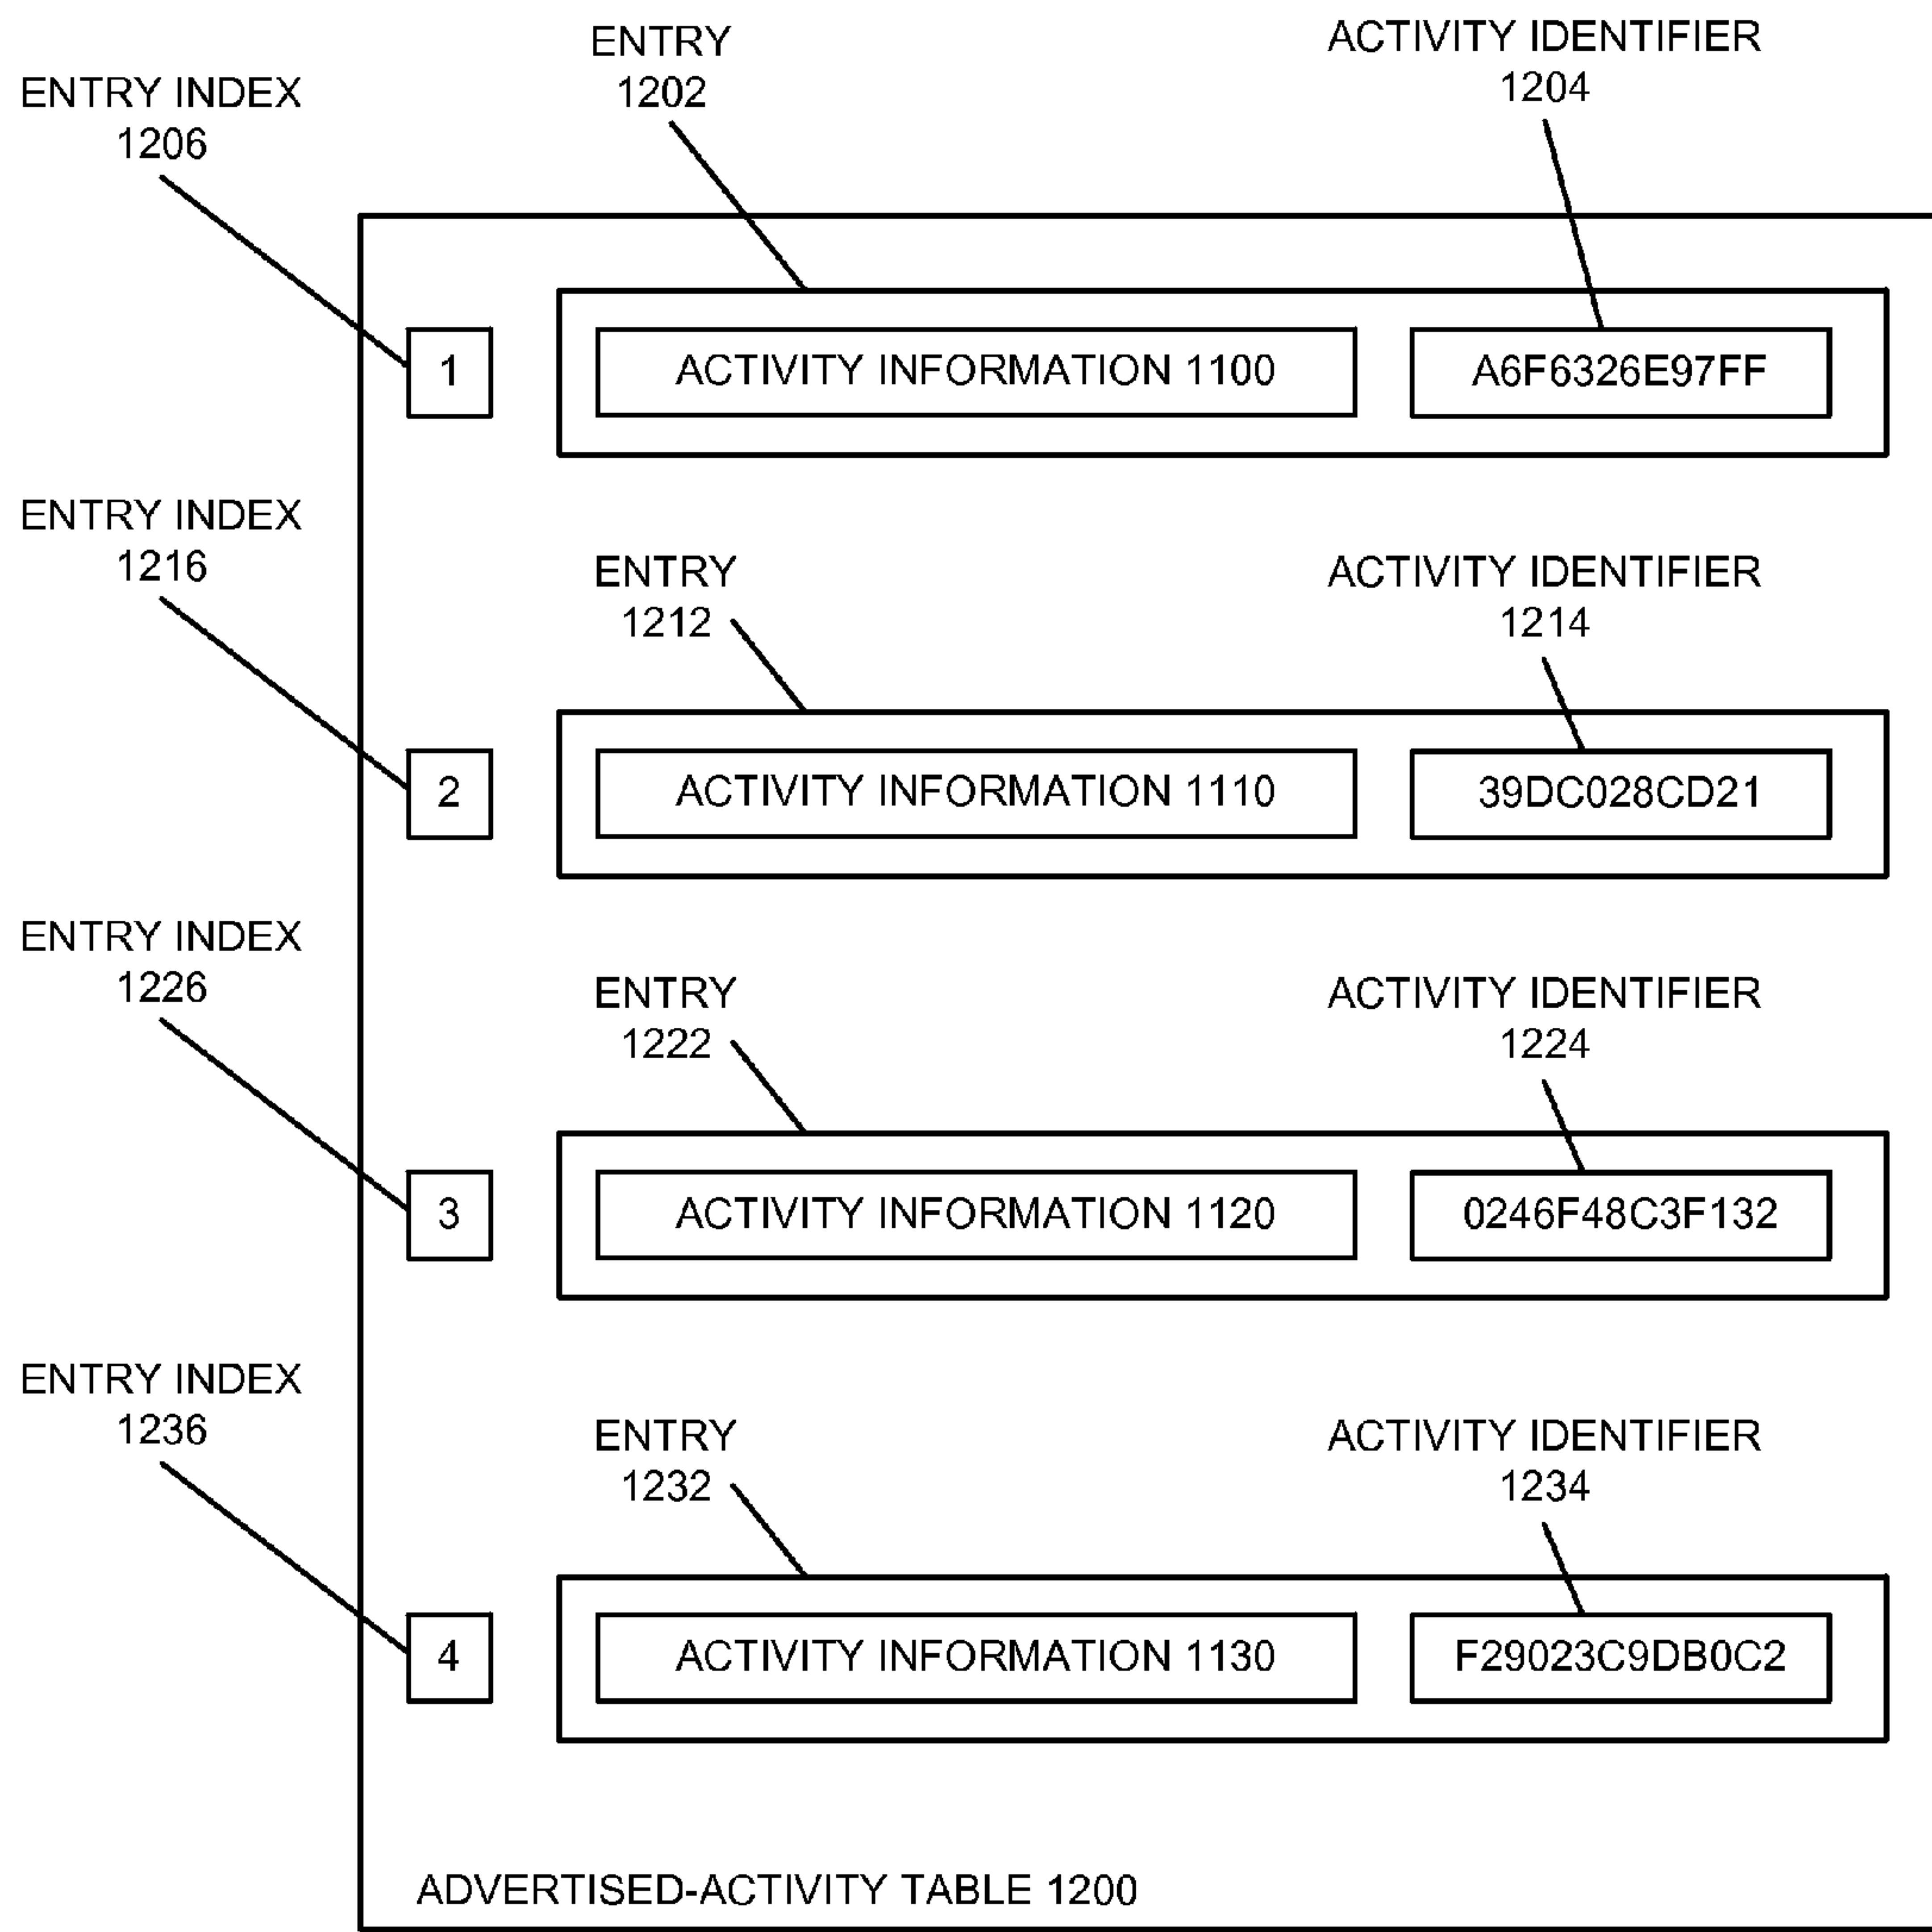 ENTRY INDEX
1206
ENTRY
1202
ACTIVITY IDENTIFIER
1204
1
ACTIVITY INFORMATION 1100
A6F6326E97FF
ENTRY INDEX
1216
ENTRY
1212
ACTIVITY IDENTIFIER
1214
2
ACTIVITY INFORMATION 1110
39DC028CD21
ENTRY INDEX
1226
ENTRY
1222
ACTIVITY IDENTIFIER
1224
3
ACTIVITY INFORMATION 1120
0246F48C3F132
ENTRY INDEX
1236
ENTRY
1232
ACTIVITY IDENTIFIER
1234
4
ACTIVITY INFORMATION 1130
F29023C9DB0C2
ADVERTISED-ACTIVITY TABLE 1200